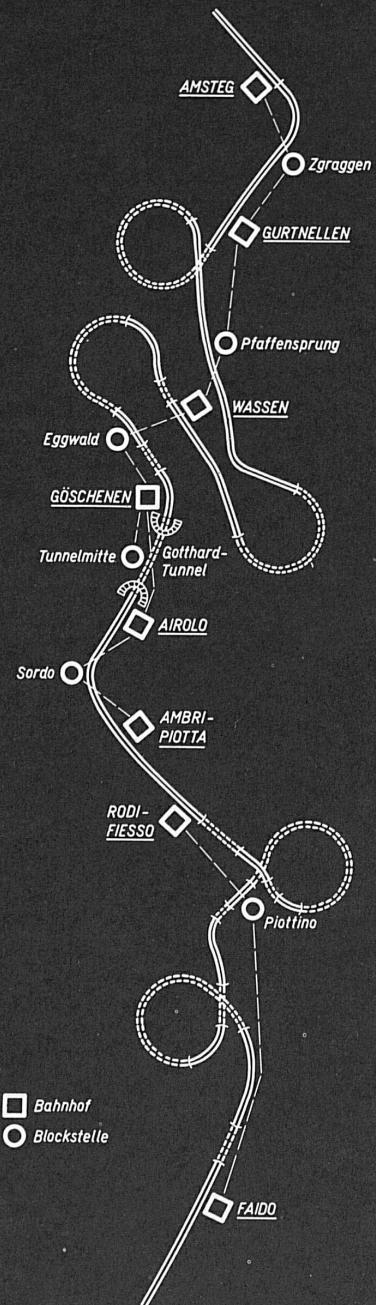 AMSTEG
Zgraggen
GURTNELLEN
Pfaffensprung
WASSEN
Eggwald
GÖSCHENEN
Tunnelmitte
Gotthard-
Tunnel
AIROLO
Sordo
AMBRI-
PIOTTA
RODI-
FIESSO
Piottino
Bahnhof
Blockstelle
FAIDO